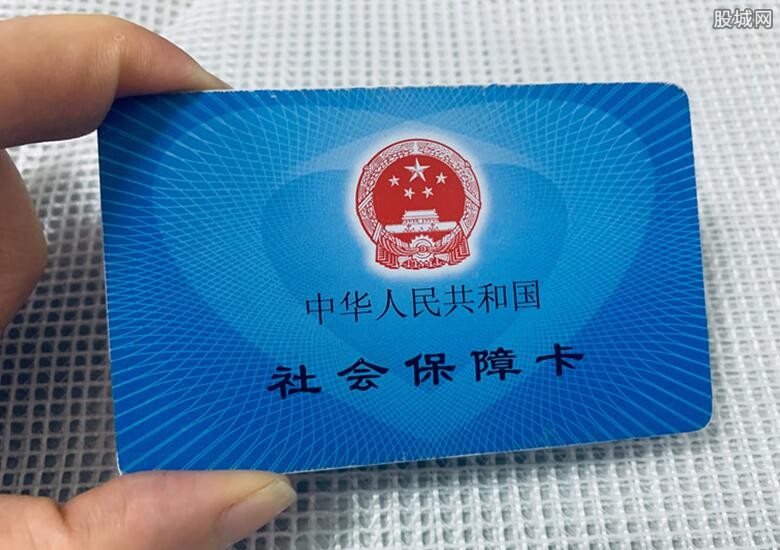 股城网
中华人民共和国
社会保障卡